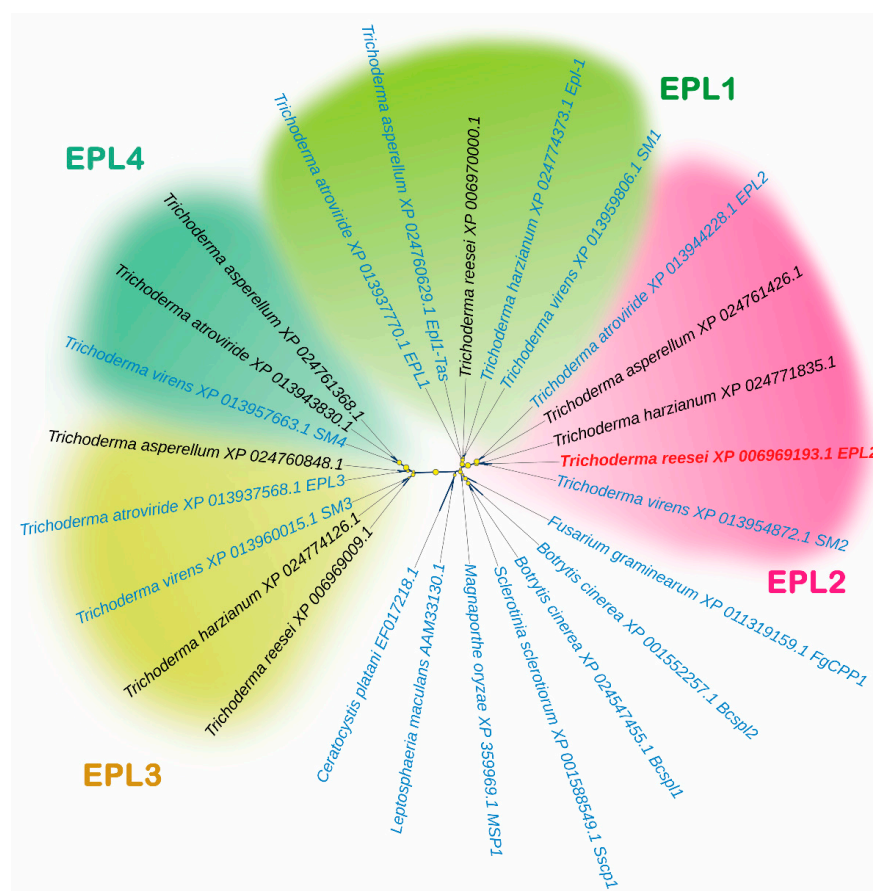 EPL1
EPL4
EPL2
EPL3
Trichoderma asperellum XP 024761368.1
Trichoderma atroviride XP 013943830.1
Trichoderma virens XP 013957663.1 SM4
Trichoderma atroviride XP 013937770.1 EPL1
Trichoderma asperellum XP 024760629.1 Epl1-Tas
Trichoderma reesei XP 006970000.1
Trichoderma harzianum XP 024774373.1 Epl-1
Trichoderma virens XP 013959806.1 SM1
Trichoderma atroviride XP 013944228.1 EPL2
Trichoderma asperellum XP 024761426.1
Trichoderma harzianum XP 024771835.1
Trichoderma reesei XP 006969193.1 EPL2
Trichoderma virens XP 013954872.1 SM2
Fusarium graminearum XP 011319159.1 FgCPP1
Botrytis cinerea XP 001552257.1 Bcspl2
Botrytis cinerea XP 024547455.1 Bcspl1
Sclerotinia sclerotiorum XP 001588549.1 Sscp1
Magnaporthe oryzae XP 359969.1 MSP1
Leptosphaeria maculans AAM33130.1
Ceratocystis platani EF017218.1
Trichoderma reesei XP 006969009.1
Trichoderma harzianum XP 024774126.1
Trichoderma virens XP 013960015.1 SM3
Trichoderma atroviride XP 013937568.1 EPL3
Trichoderma asperellum XP 024760848.1